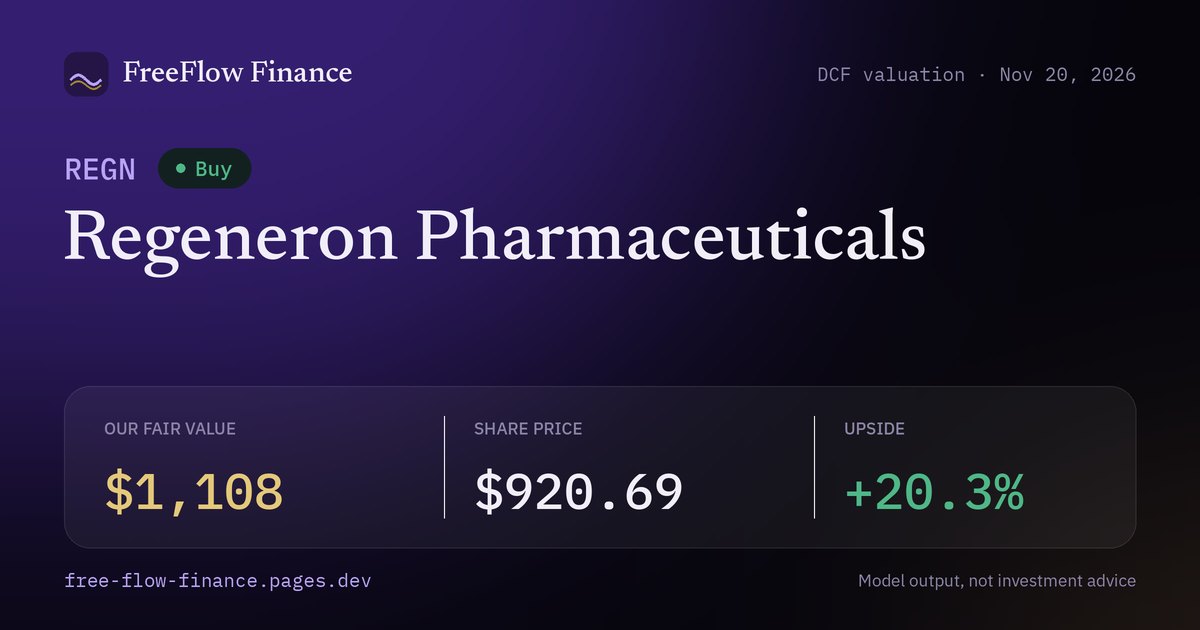 FreeFlow Finance
DCF valuation · Nov 20, 2026
REGN
Buy
Regeneron Pharmaceuticals
OUR FAIR VALUE
$1,108
SHARE PRICE
$920.69
UPSIDE
+20.3%
free-flow-finance.pages.dev
Model output, not investment advice